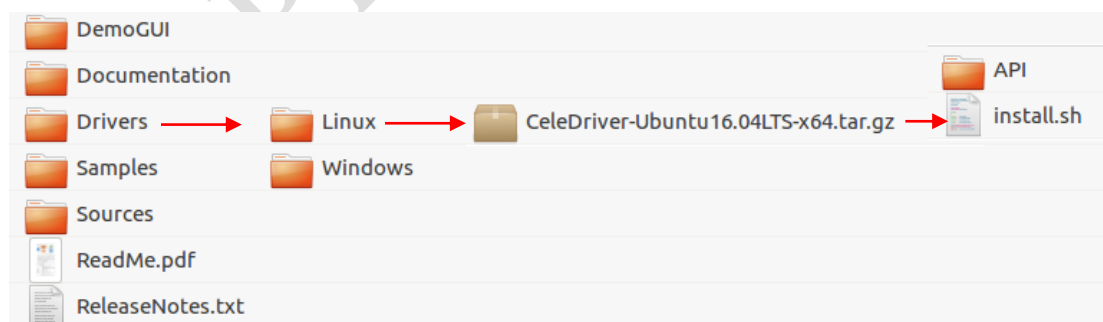 DemoGUI
Documentation
API
Drivers
Linux
CeleDriver-Ubuntu16.04LTS-x64.tar.gz
install.sh
Samples
Windows
Sources
ReadMe.pdf
ReleaseNotes.txt